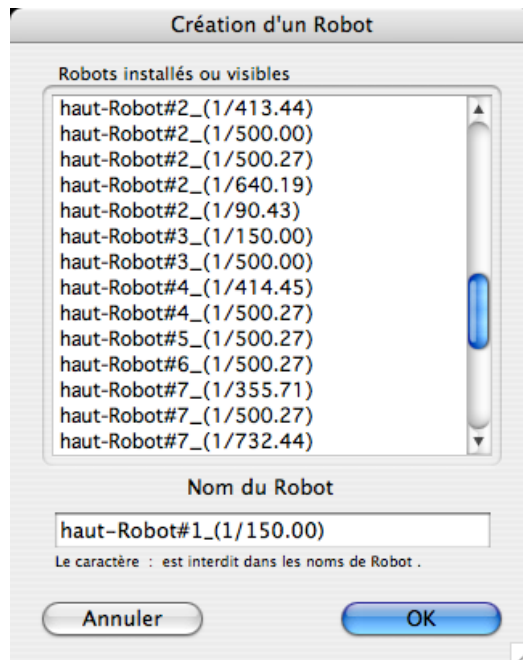 Création d'un Robot
Robots installés ou visibles
haut-Robot#2_(1/413.44)
haut-Robot#2_(1/500.00)
haut-Robot#2_(1/500.27)
haut-Robot#2_(1/640.19)
haut-Robot#2_(1/90.43)
haut-Robot#3_(1/150.00)
haut-Robot#3_(1/500.00)
haut-Robot#4_(1/414.45)
haut-Robot#4_(1/500.27)
haut-Robot#5_(1/500.27)
haut-Robot#6_(1/500.27)
haut-Robot#7_(1/355.71)
haut-Robot#7_(1/500.27)
haut-Robot#7_(1/732.44)
Nom du Robot
haut-Robot#1_(1/150.00)
Le caractère : est interdit dans les noms de Robot .
Annuler
OK